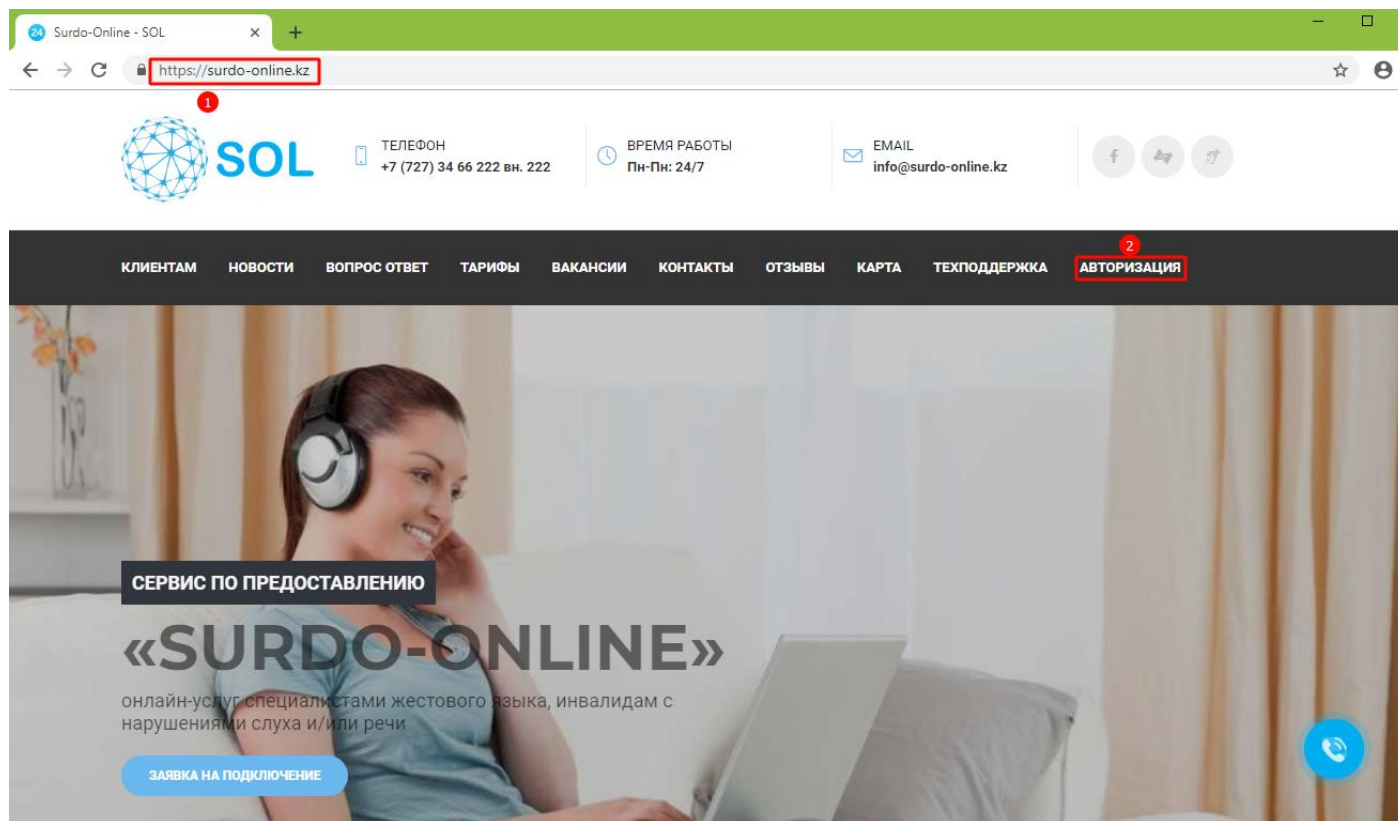 24 Surdo-Online - SOL
https://surdo-online.kz
1
SOL
ТЕЛЕФОН
+7 (727) 34 66 222 вн. 222
ВРЕМЯ РАБОТЫ
Пн-Пн: 24/7
EMAIL
info@surdo-online.kz
f
2
КЛИЕНТАМ НОВОСТИ ВОПРОС ОТВЕТ ТАРИФЫ ВАКАНСИИ КОНТАКТЫ ОТЗЫВЫ КАРТА ТЕХПОДДЕРЖКА АВТОРИЗАЦИЯ
СЕРВИС ПО ПРЕДОСТАВЛЕНИЮ
«SURDO-ONLINE»
онлайн-услуг специалистами жестового языка, инвалидам с
нарушениями слуха и/или речи
ЗАЯВКА НА ПОДКЛЮЧЕНИЕ